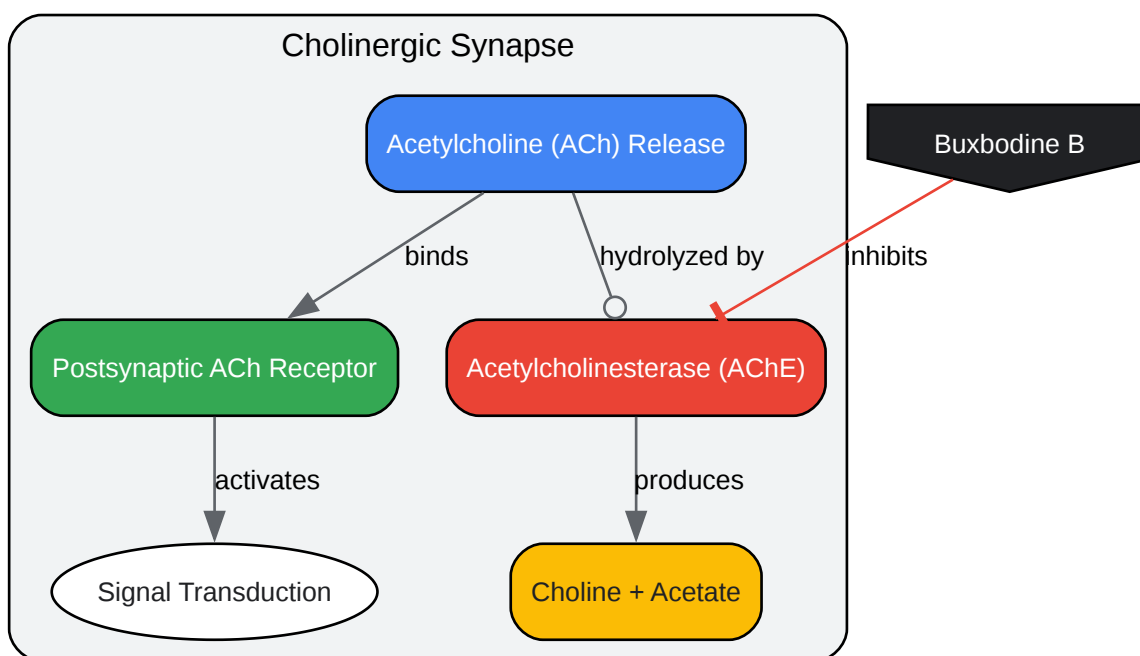 Cholinergic Synapse
Acetylcholine (ACh) Release
Buxbodine B
binds
hydrolyzed by
inhibits
Postsynaptic ACh Receptor
Acetylcholinesterase (AChE)
activates
produces
Signal Transduction
Choline + Acetate